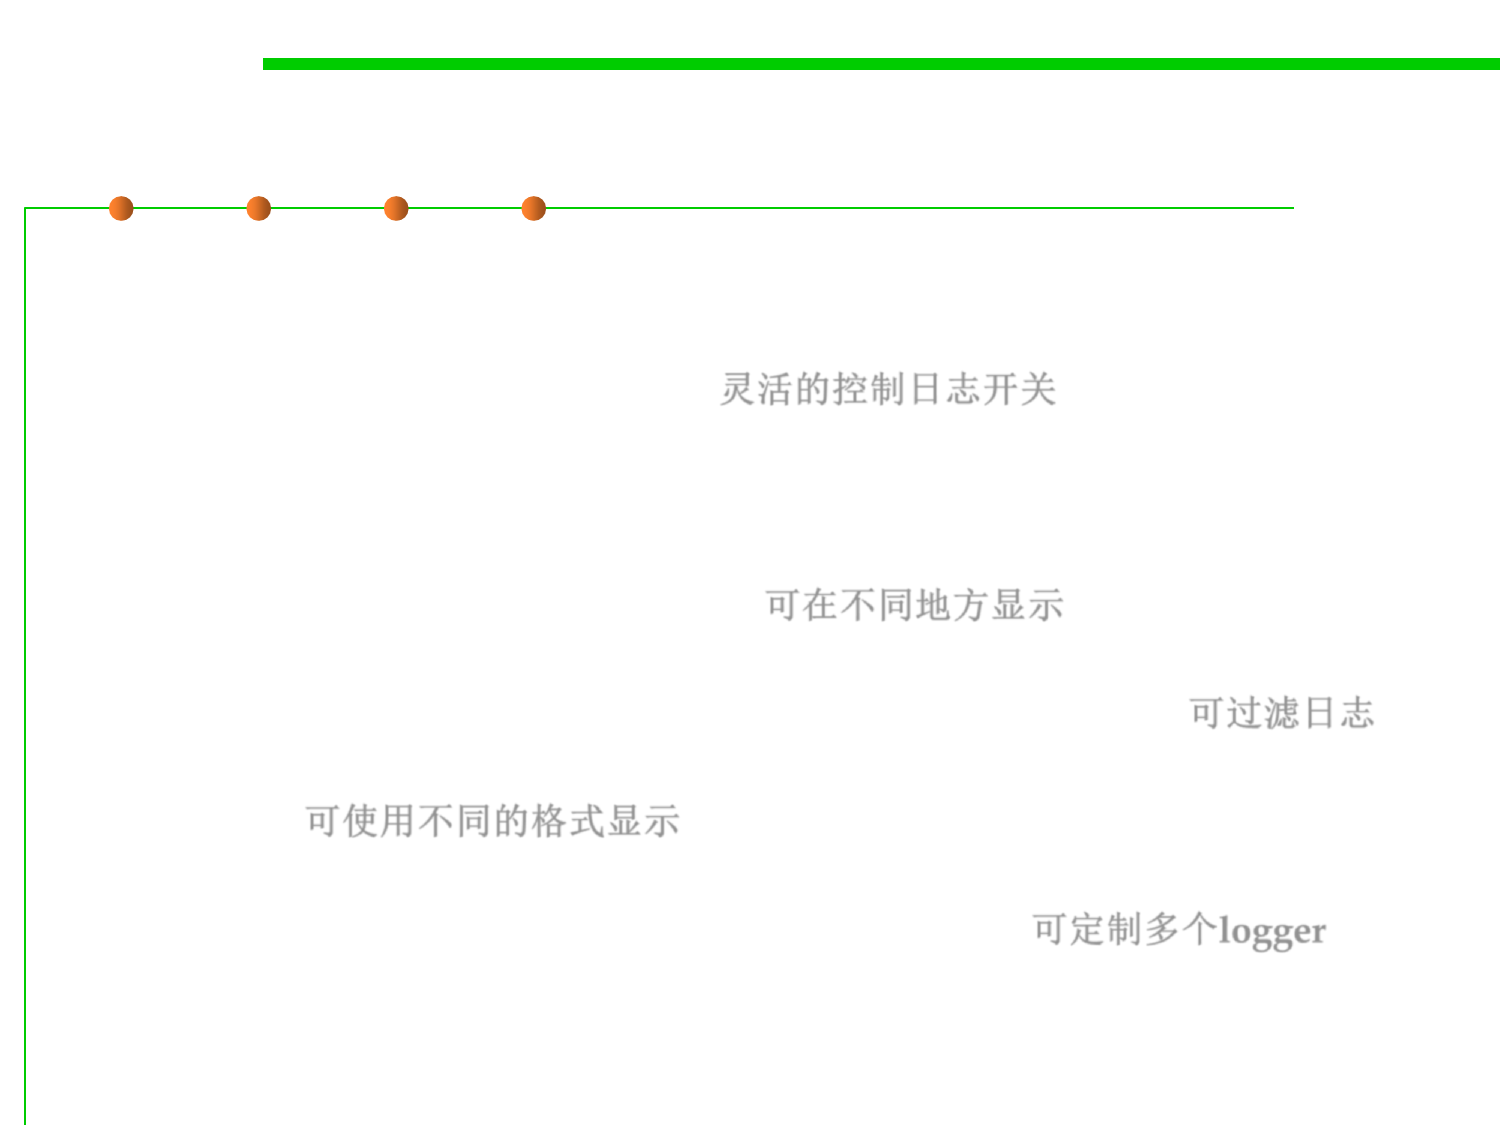 灵活的控制日志开关
可在不同地方显示
可过滤日志
可使用不同的格式显示
可定制多个logger